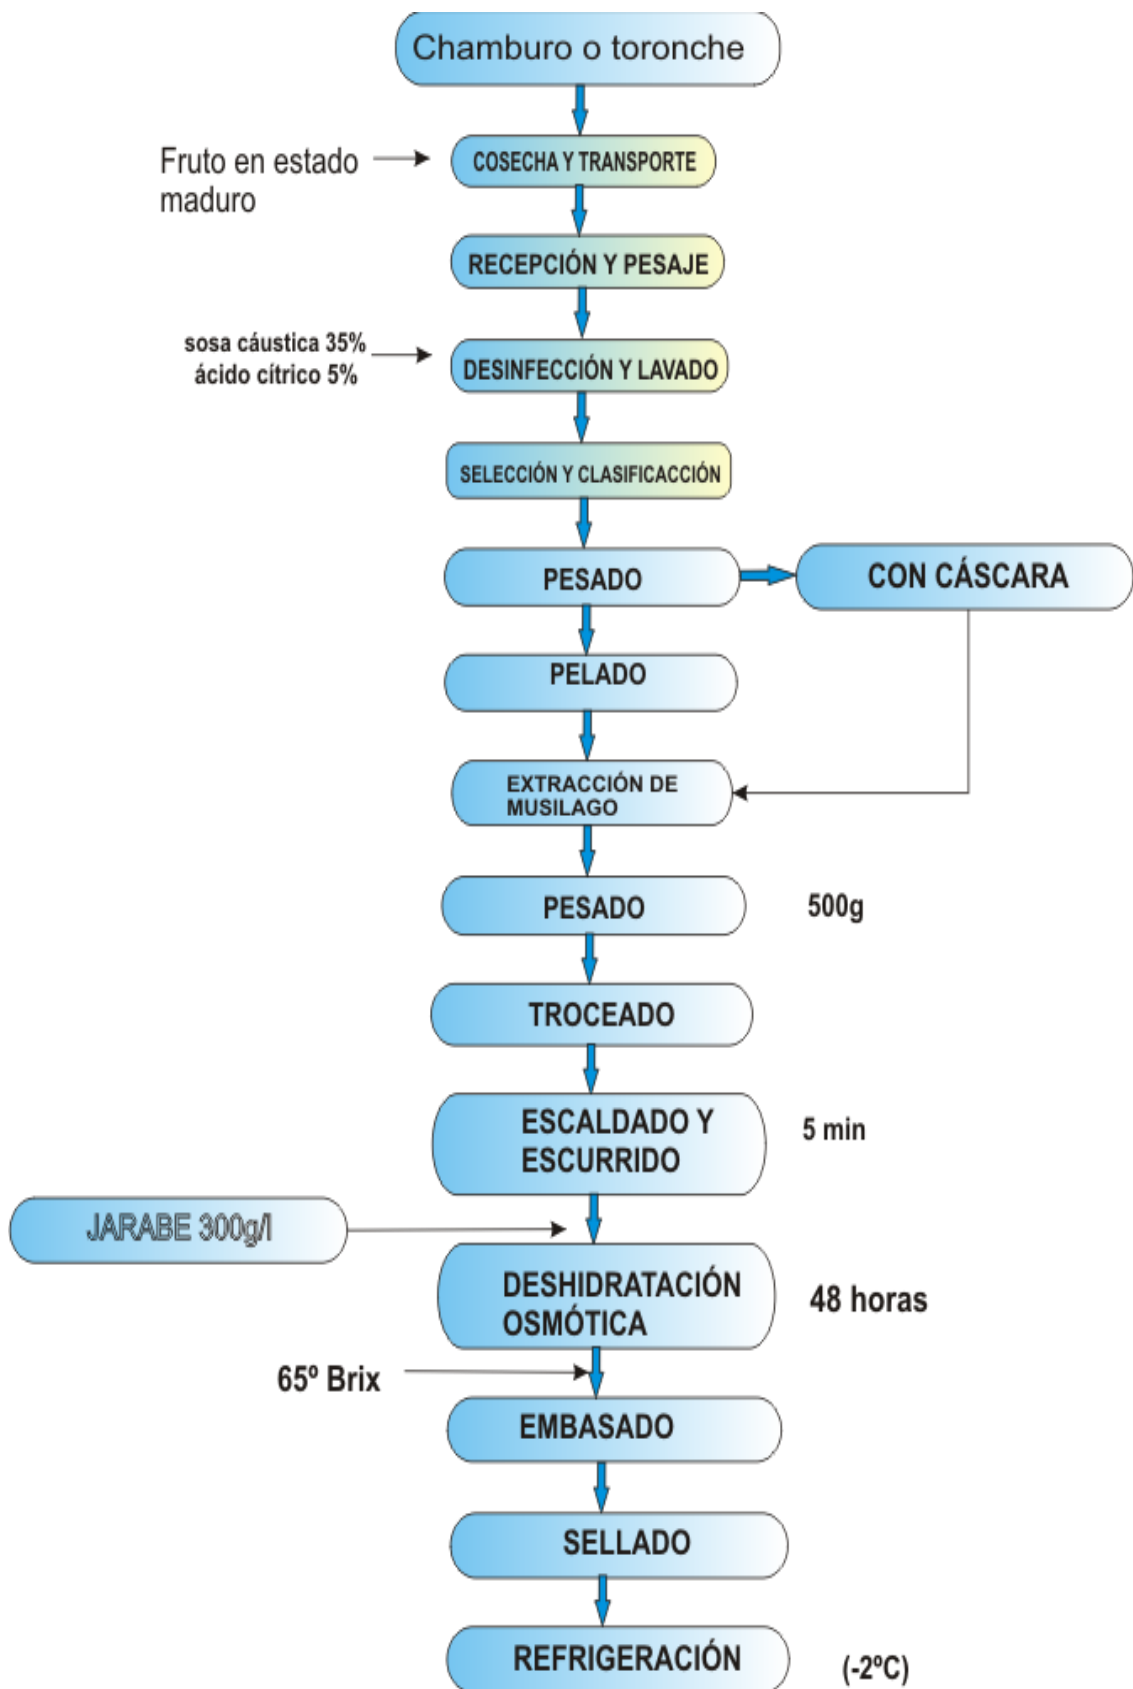 Chamburo o toronche
Fruto en estado
maduro
COSECHA Y TRANSPORTE
RECEPCIÓN Y PESAJE
sosa cáustica 35%
ácido cítrico 5%
DESINFECCIÓN Y LAVADO
SELECCIÓN Y CLASIFICACCIÓN
PESADO
CON CÁSCARA
PELADO
EXTRACCIÓN DE
MUSILAGO
PESADO
500g
TROCEADO
ESCALDADO Y
ESCURRIDO
5 min
JARABE 300g/l
DESHIDRATACIÓN
OSMÓTICA
48 horas
65º Brix
EMBASADO
SELLADO
REFRIGERACIÓN
(-2ºC)